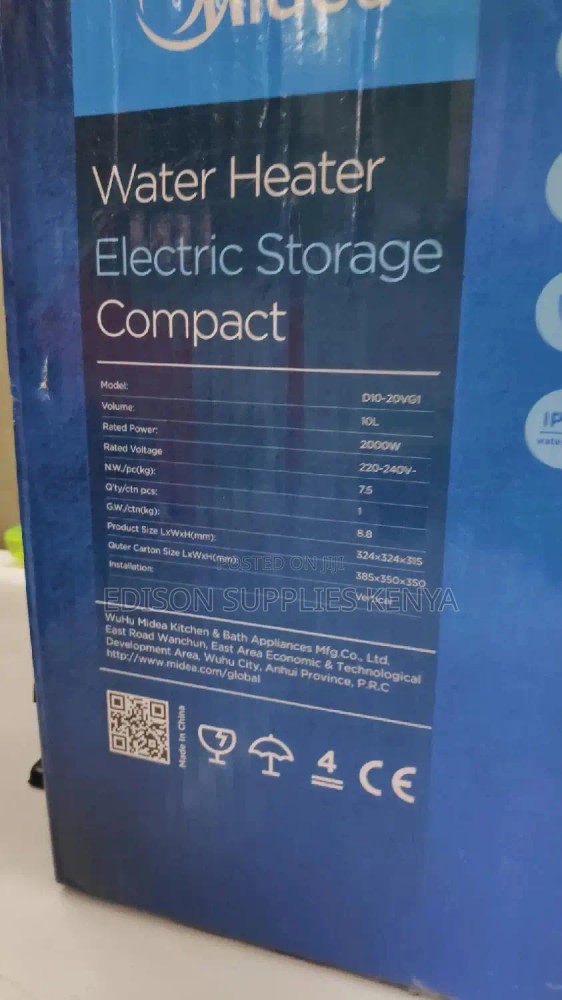 Midea
Water Heater
Electric Storage
Compact
Model: D10-20VG1
Volume: 10L
Rated Power: 2000W
Rated Voltage 220-240V~
N.W./pc(kg): 7.5
Q'ty/ctn pcs: 1
G.W./ctn(kg): 8.8
Product Size LxWxH(mm): 324x324x315
Outer Carton Size LxWxH(mm): 385x350x350
Installation: Vertical
POSTED ON JIJI
EDISON SUPPLIES KENYA
WuHu Midea Kitchen & Bath Appliances Mfg.Co., Ltd.
East Road Wanchun, East Area Economic & Technological
Development Area, Wuhu City, Anhui Province, P.R.C
http://www.midea.com/global
Made in China
4
CE
IP